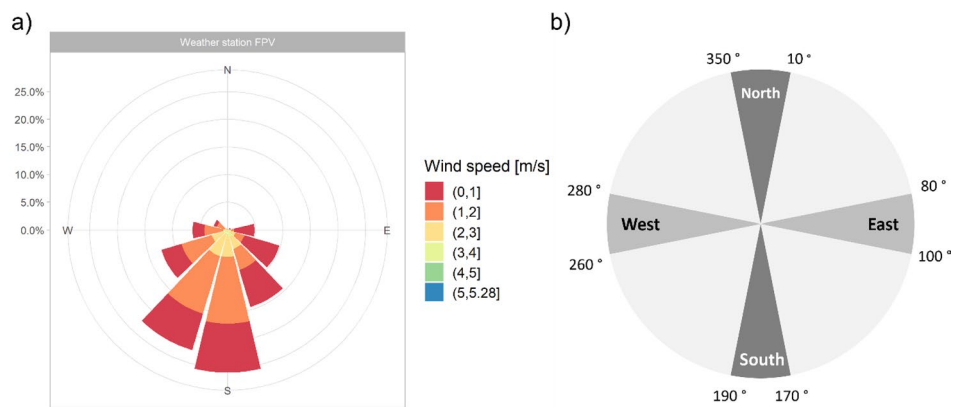 a)
Weather station FPV
N
25.0%
20.0%
15.0%
10.0%
5.0%
0.0%
W
E
S
Wind speed [m/s]
(0,1]
(1,2]
(2,3]
(3,4]
(4,5]
(5,5.28]
b)
350 °
10 °
North
280 °
80 °
West
East
260 °
100 °
South
190 °
170 °